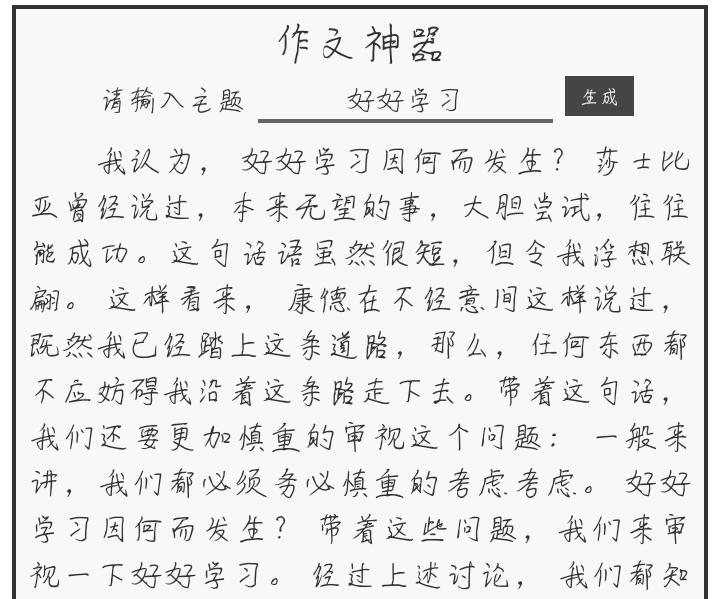 作文神器
请输入主题 好好学习 生成
我认为， 好好学习因何而发生？ 莎士比
亚曾经说过，本来无望的事，大胆尝试，往往
能成功。这句话语虽然很短，但令我浮想联
翩。 这样看来， 康德在不经意间这样说过，
既然我已经踏上这条道路，那么，任何东西都
不应妨碍我沿着这条路走下去。带着这句话，
我们还要更加慎重的审视这个问题： 一般来
讲，我们都必须务必慎重的考虑考虑。 好好
学习因何而发生？ 带着这些问题，我们来审
视一下好好学习。 经过上述讨论， 我们都知